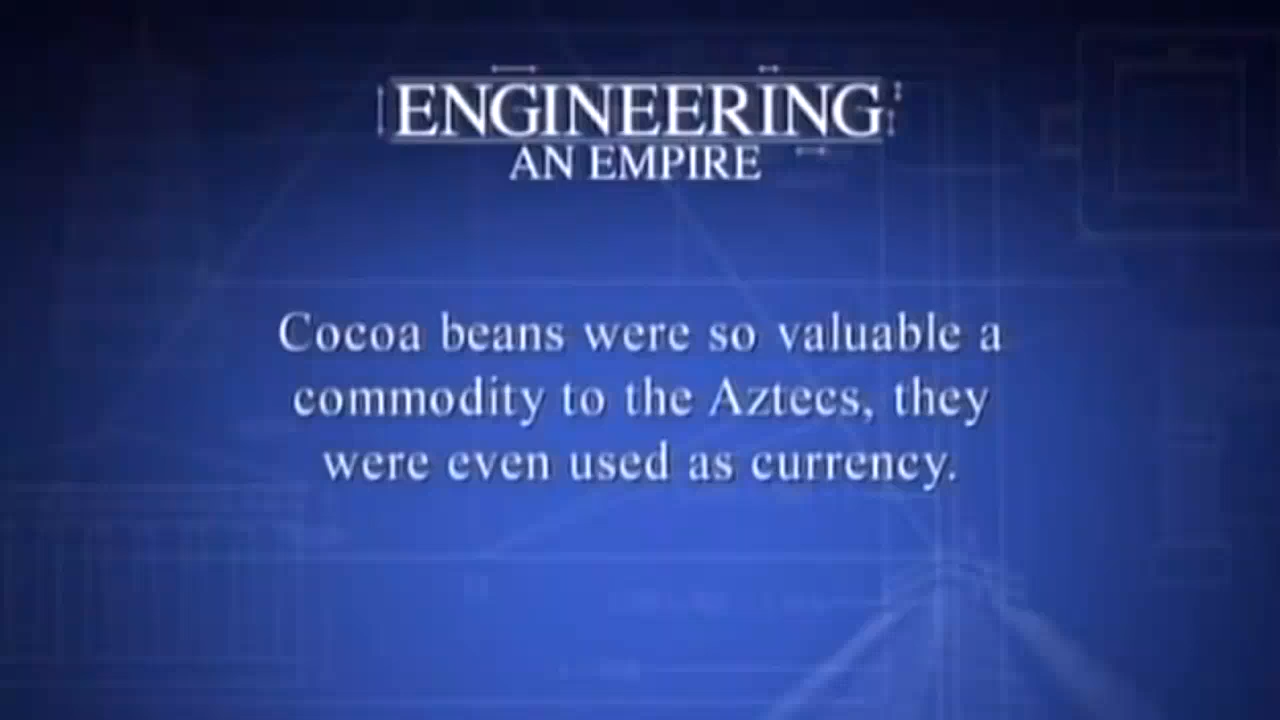 ENGINEERING
AN EMPIRE
Cocoa beans were so valuable a
commodity to the Aztecs, they
were even used as currency.